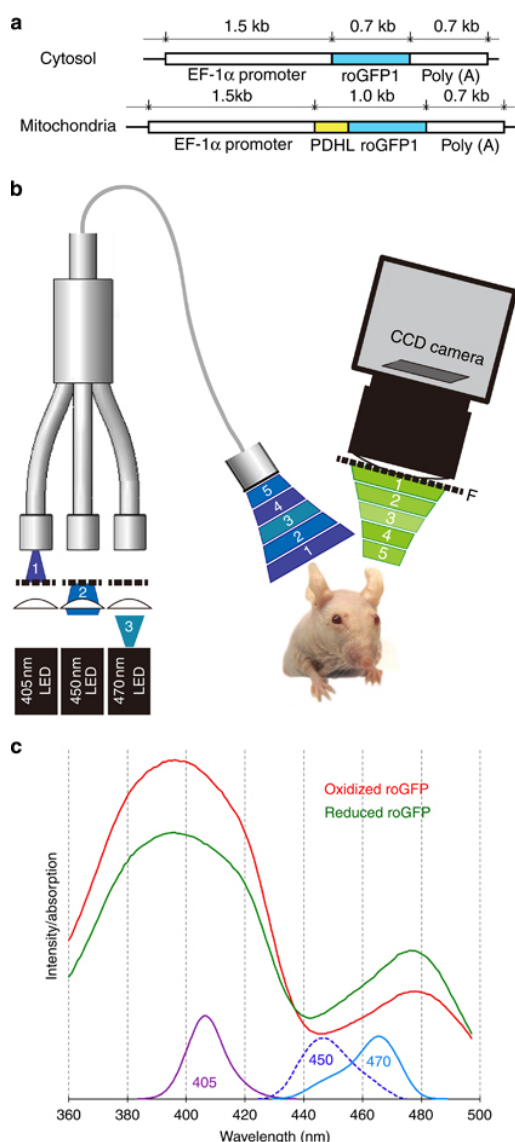 a
1.5 kb 0.7 kb 0.7 kb
Cytosol
EF-1α promoter roGFP1 Poly (A)
1.5kb 1.0 kb 0.7 kb
Mitochondria
EF-1α promoter PDHL roGFP1 Poly (A)
b
CCD camera
F
5
4
3
2
1
1
2
3
4
5
1
2
3
405 nm LED
450 nm LED
470 nm LED
c
Oxidized roGFP
Reduced roGFP
Intensity/absorption
405 450 470
360 380 400 420 440 460 480 500
Wavelength (nm)